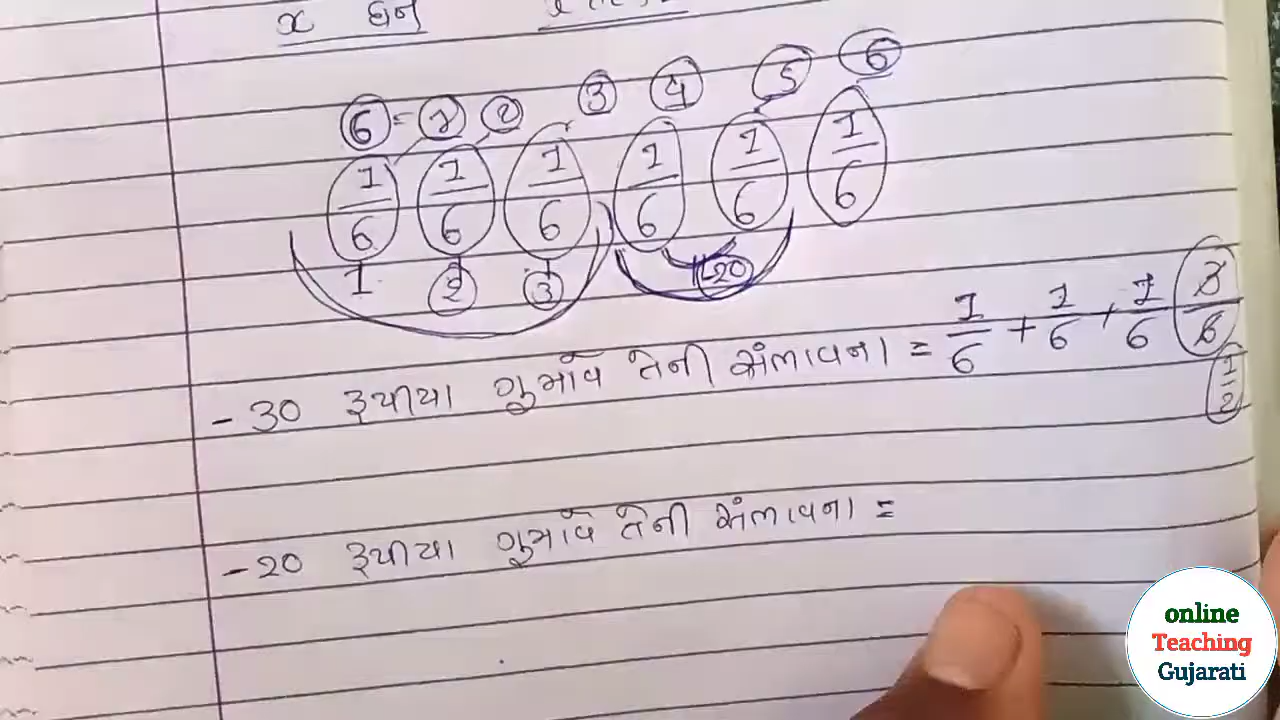 x ઘન
6 = 1 2 3 4 5 6
1/6 1/6 1/6 1/6 1/6 1/6
1 2 3 -20
- 30 રૂપીયા ગુમાવે તેની સંભાવના = 1/6 + 1/6 + 1/6 3/6
1/2
- 20 રૂપીયા ગુમાવે તેની સંભાવના =
online
Teaching
Gujarati